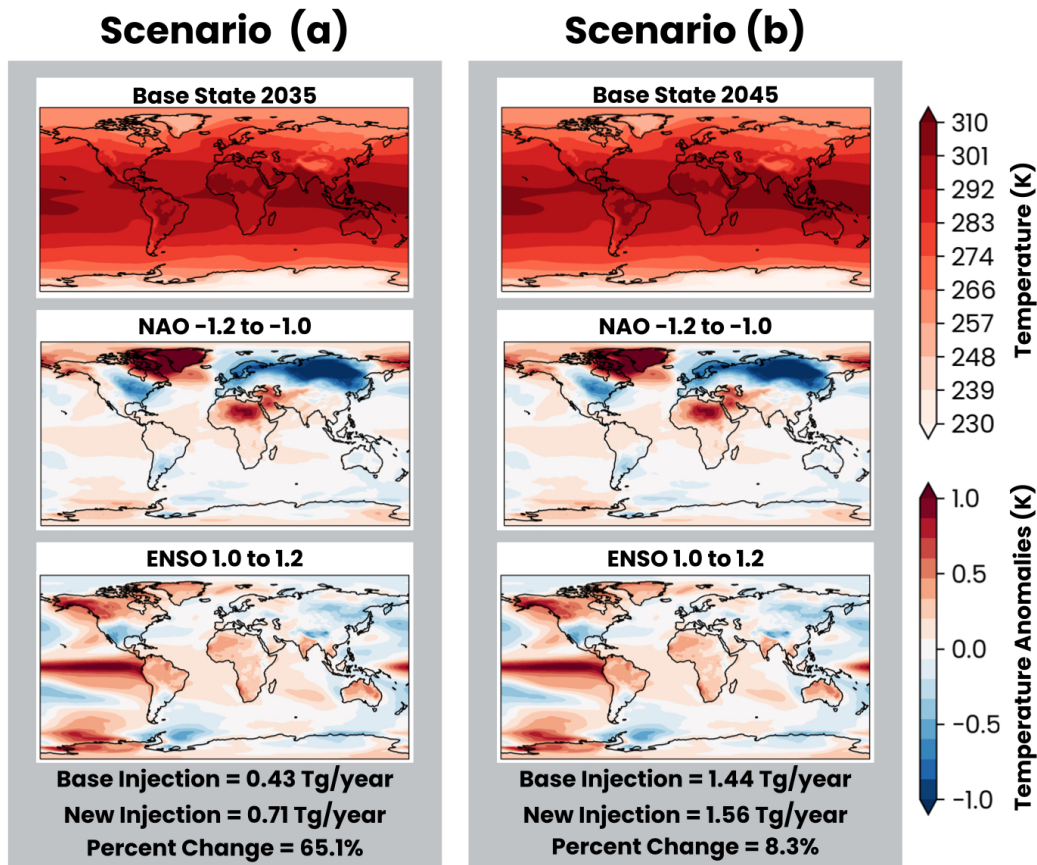 Scenario (a)
Scenario (b)
Base State 2035
Base State 2045
310
301
292
283
274
266
257
248
239
230
Temperature (K)
NAO −1.2 to −1.0
NAO −1.2 to −1.0
1.0
0.5
0.0
−0.5
−1.0
Temperature Anomalies (K)
ENSO 1.0 to 1.2
ENSO 1.0 to 1.2
Base Injection = 0.43 Tg/year
New Injection = 0.71 Tg/year
Percent Change = 65.1%
Base Injection = 1.44 Tg/year
New Injection = 1.56 Tg/year
Percent Change = 8.3%